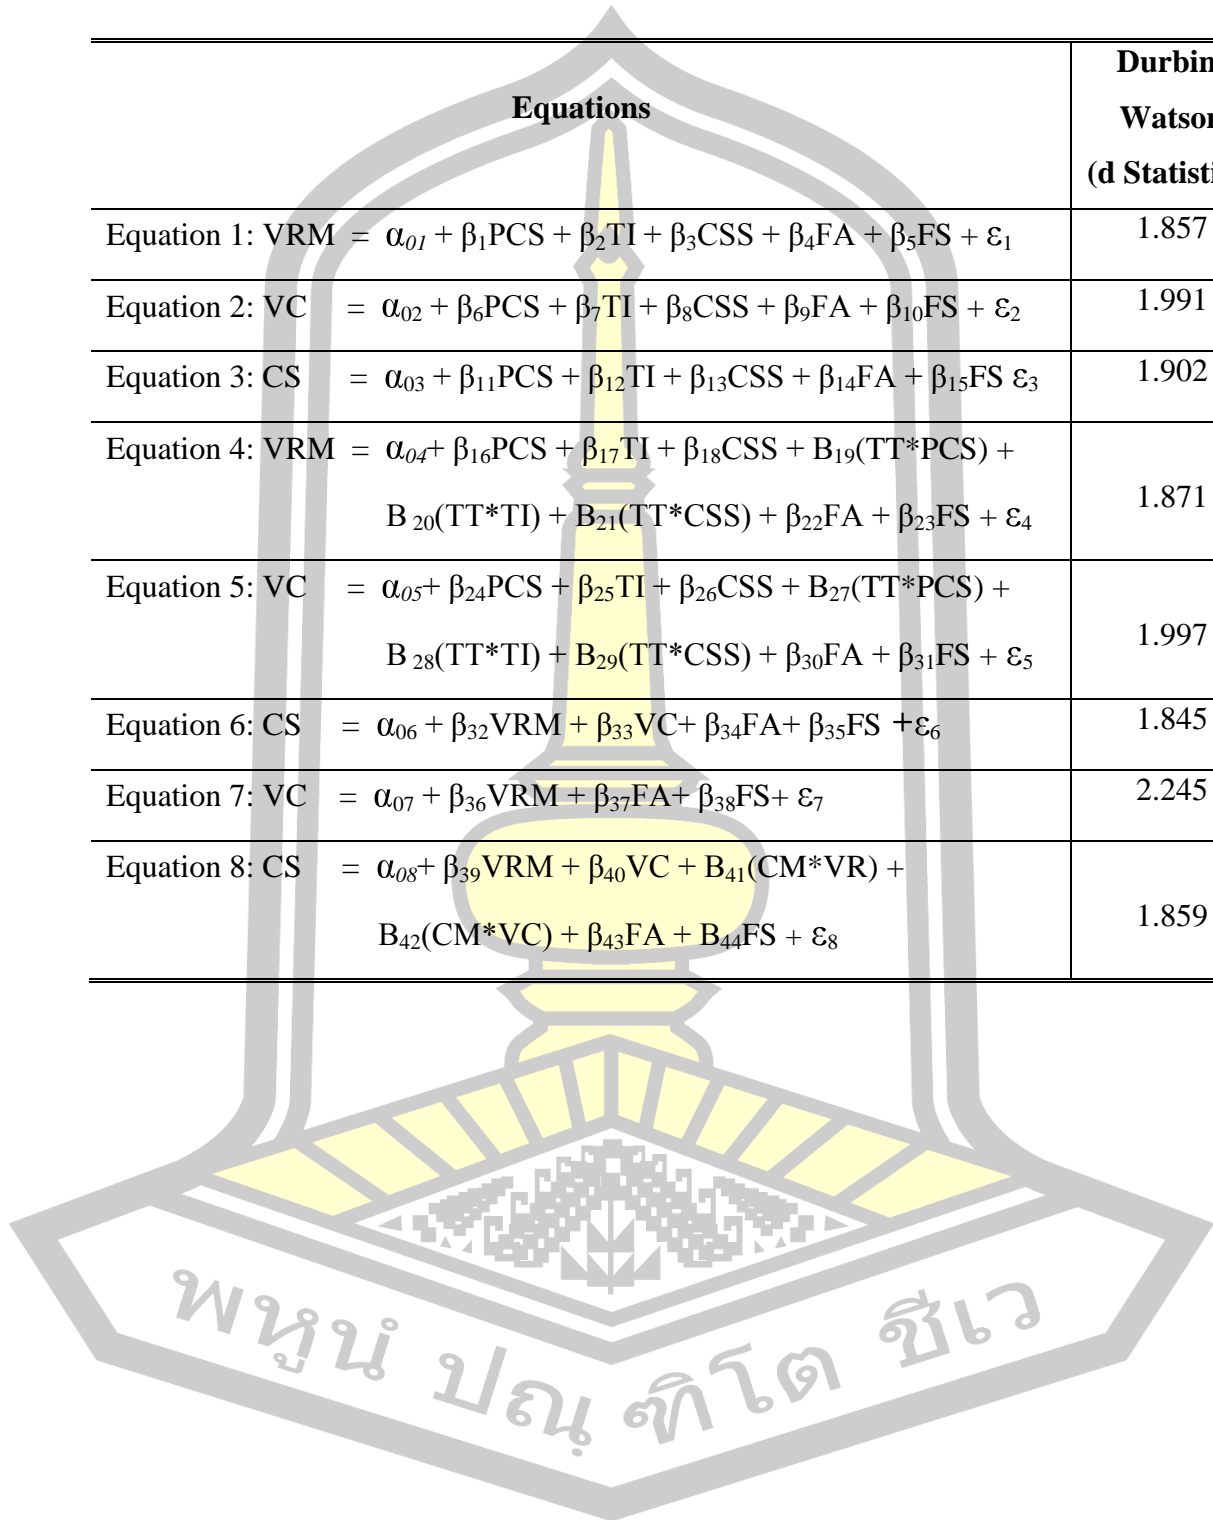 Equations
Durbin
Watson
(d Statisti
Equation 1: VRM = α₀₁ + β₁PCS + β₂TI + β₃CSS + β₄FA + β₅FS + ε₁
1.857
Equation 2: VC = α₀₂ + β₆PCS + β₇TI + β₈CSS + β₉FA + β₁₀FS + ε₂
1.991
Equation 3: CS = α₀₃ + β₁₁PCS + β₁₂TI + β₁₃CSS + β₁₄FA + β₁₅FS ε₃
1.902
Equation 4: VRM = α₀₄+ β₁₆PCS + β₁₇TI + β₁₈CSS + B₁₉(TT*PCS) +
B ₂₀(TT*TI) + B₂₁(TT*CSS) + β₂₂FA + β₂₃FS + ε₄
1.871
Equation 5: VC = α₀₅+ β₂₄PCS + β₂₅TI + β₂₆CSS + B₂₇(TT*PCS) +
B ₂₈(TT*TI) + B₂₉(TT*CSS) + β₃₀FA + β₃₁FS + ε₅
1.997
Equation 6: CS = α₀₆ + β₃₂VRM + β₃₃VC+ β₃₄FA+ β₃₅FS +ε₆
1.845
Equation 7: VC = α₀₇ + β₃₆VRM + β₃₇FA+ β₃₈FS+ ε₇
2.245
Equation 8: CS = α₀₈+ β₃₉VRM + β₄₀VC + B₄₁(CM*VR) +
B₄₂(CM*VC) + β₄₃FA + B₄₄FS + ε₈
1.859
พหูนํ ปณฺฑิโต ชีเว